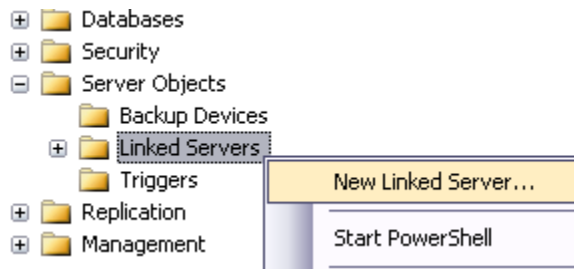 Databases
Security
Server Objects
Backup Devices
Linked Servers
Triggers
New Linked Server...
Replication
Management
Start PowerShell